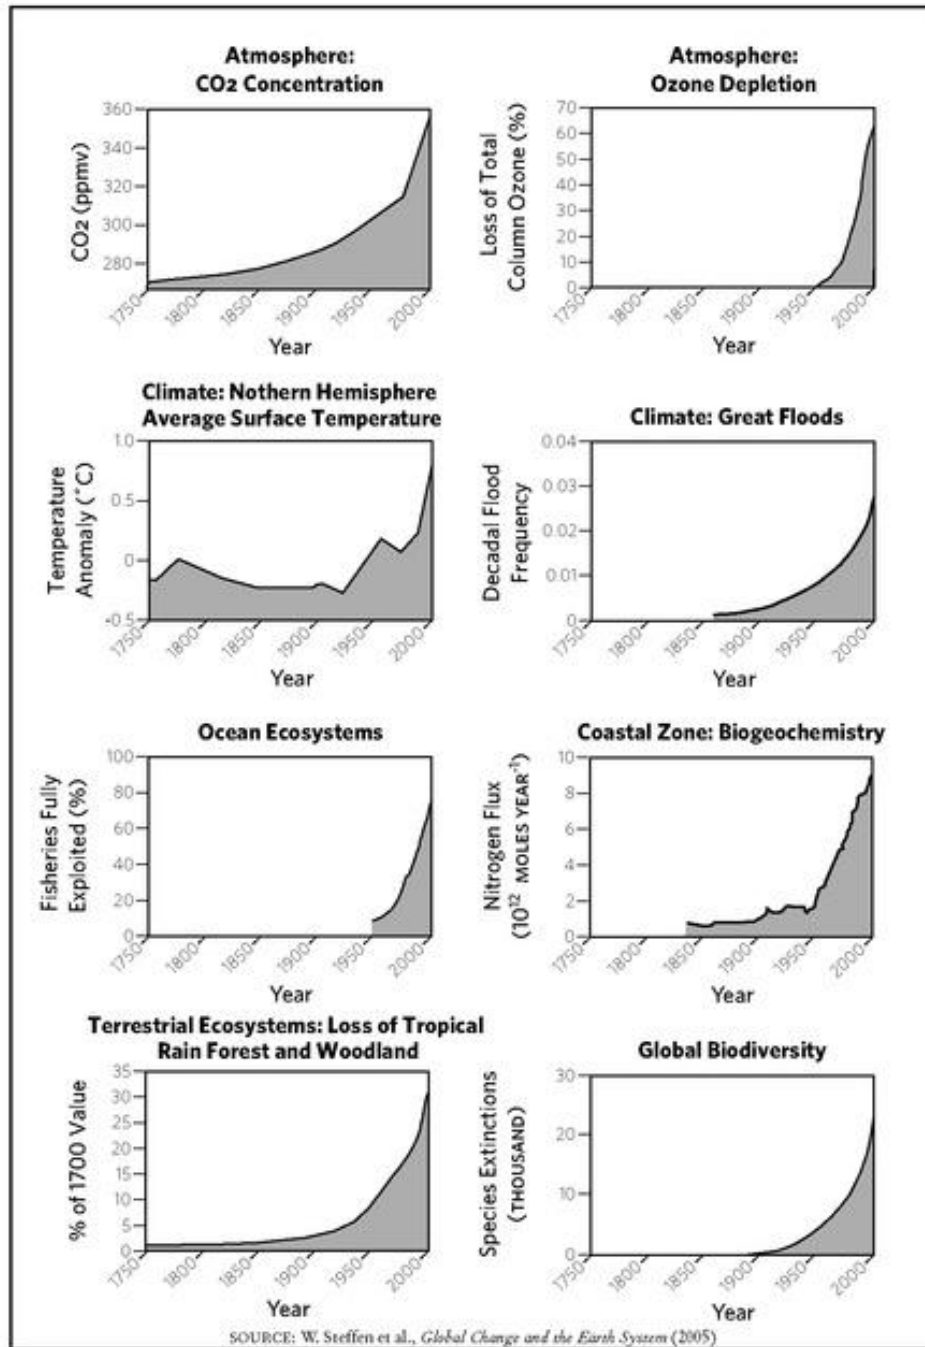 Atmosphere:
CO2 Concentration
360
340
320
300
280
CO2 (ppmv)
1750
1800
1850
1900
1950
2000
Year
Atmosphere:
Ozone Depletion
70
60
50
40
30
20
10
0
Loss of Total
Column Ozone (%)
1750
1800
1850
1900
1950
2000
Year
Climate: Nothern Hemisphere
Average Surface Temperature
1.0
0.5
0
-0.5
Temperature
Anomaly (˚C)
1750
1800
1850
1900
1950
2000
Year
Climate: Great Floods
0.04
0.03
0.02
0.01
0
Decadal Flood
Frequency
1750
1800
1850
1900
1950
2000
Year
Ocean Ecosystems
100
80
60
40
20
0
Fisheries Fully
Exploited (%)
1750
1800
1850
1900
1950
2000
Year
Coastal Zone: Biogeochemistry
10
8
6
4
2
0
Nitrogen Flux
(10¹² MOLES YEAR⁻¹)
1750
1800
1850
1900
1950
2000
Year
Terrestrial Ecosystems: Loss of Tropical
Rain Forest and Woodland
35
30
25
20
15
10
5
0
% of 1700 Value
1750
1800
1850
1900
1950
2000
Year
Global Biodiversity
30
20
10
0
Species Extinctions
(THOUSAND)
1750
1800
1850
1900
1950
2000
Year
SOURCE: W. Steffen et al., Global Change and the Earth System (2005)